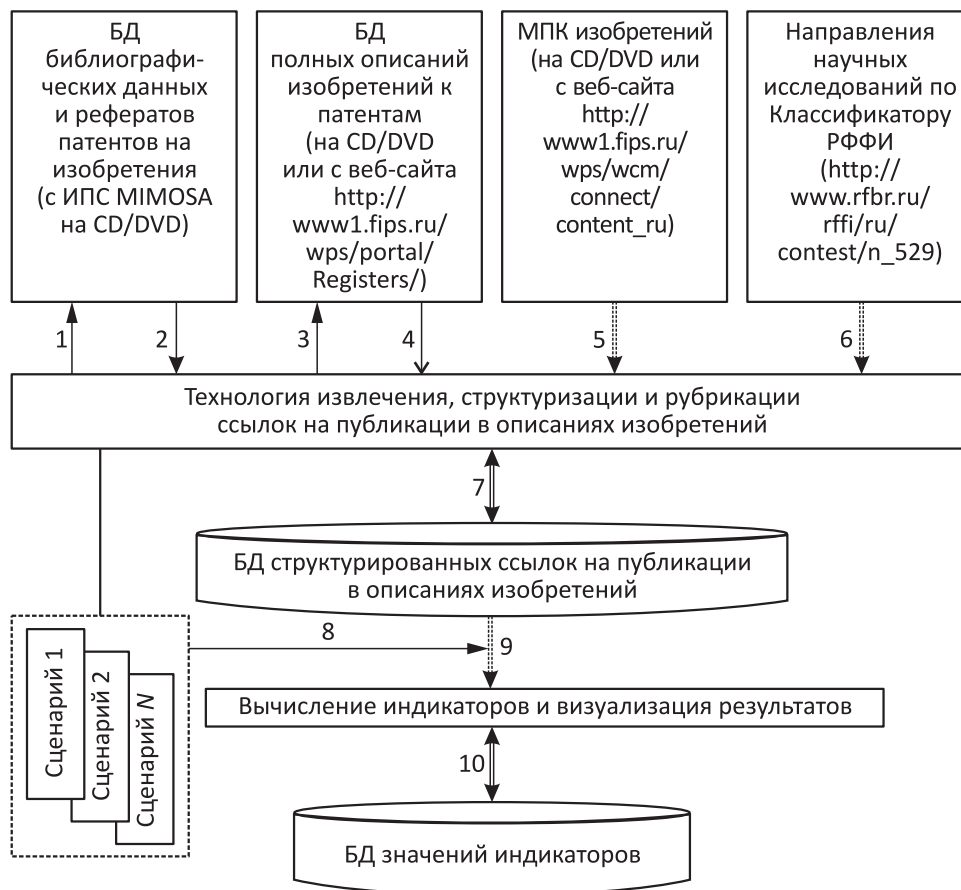 БД
библиографи-
ческих данных
и рефератов
патентов на
изобретения
(с ИПС MIMOSA
на CD/DVD)
БД
полных описаний
изобретений к
патентам
(на CD/DVD
или с веб-сайта
http://
www1.fips.ru/
wps/portal/
Registers/)
МПК изобретений
(на CD/DVD или
с веб-сайта
http://
www1.fips.ru/
wps/wcm/
connect/
content_ru)
Направления
научных
исследований по
Классификатору
РФФИ
(http://
www.rfbr.ru/
rffi/ru/
contest/n_529)
1
2
3
4
5
6
Технология извлечения, структуризации и рубрикации
ссылок на публикации в описаниях изобретений
7
БД структурированных ссылок на публикации
в описаниях изобретений
8
9
Сценарий 1
Сценарий 2
Сценарий N
Вычисление индикаторов и визуализация результатов
10
БД значений индикаторов